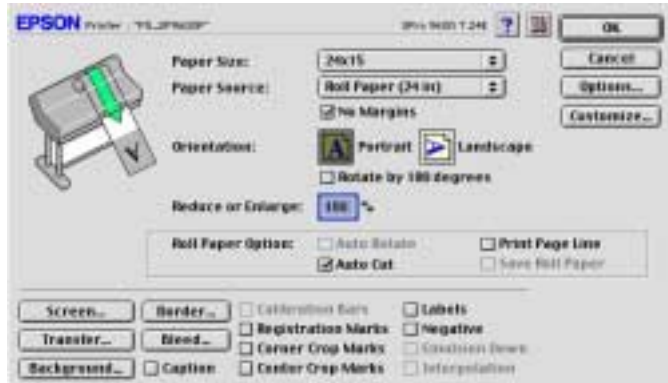 EPSON Printer
OK
Paper Size: 24x15
Cancel
Paper Source: Roll Paper (24 in)
Options...
No Margins
Customize...
Orientation: Portrait Landscape
Rotate by 180 degrees
Reduce or Enlarge: 100 %
Roll Paper Option: Auto Rotate Print Page Line
Auto Cut Save Roll Paper
Screen... Border... Calibration Bars Labels
Transfer... Bleed... Registration Marks Negative
Corner Crop Marks Emulsion Down
Background... Caption Center Crop Marks Interpolation